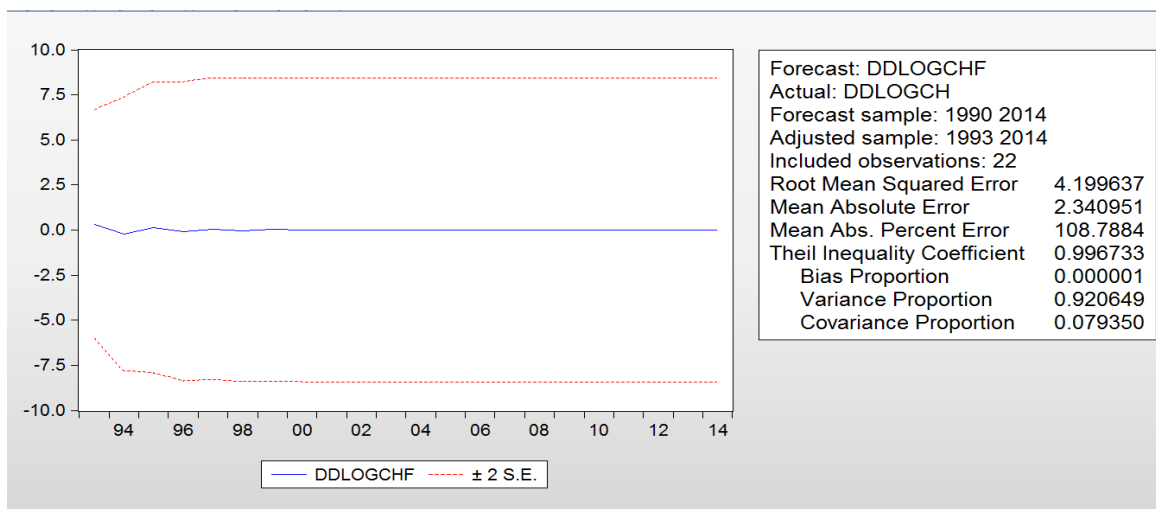 10.0
7.5
5.0
2.5
0.0
-2.5
-5.0
-7.5
-10.0
94 96 98 00 02 04 06 08 10 12 14
DDLOGCHF ± 2 S.E.
Forecast: DDLOGCHF
Actual: DDLOGCH
Forecast sample: 1990 2014
Adjusted sample: 1993 2014
Included observations: 22
Root Mean Squared Error 4.199637
Mean Absolute Error 2.340951
Mean Abs. Percent Error 108.7884
Theil Inequality Coefficient 0.996733
Bias Proportion 0.000001
Variance Proportion 0.920649
Covariance Proportion 0.079350